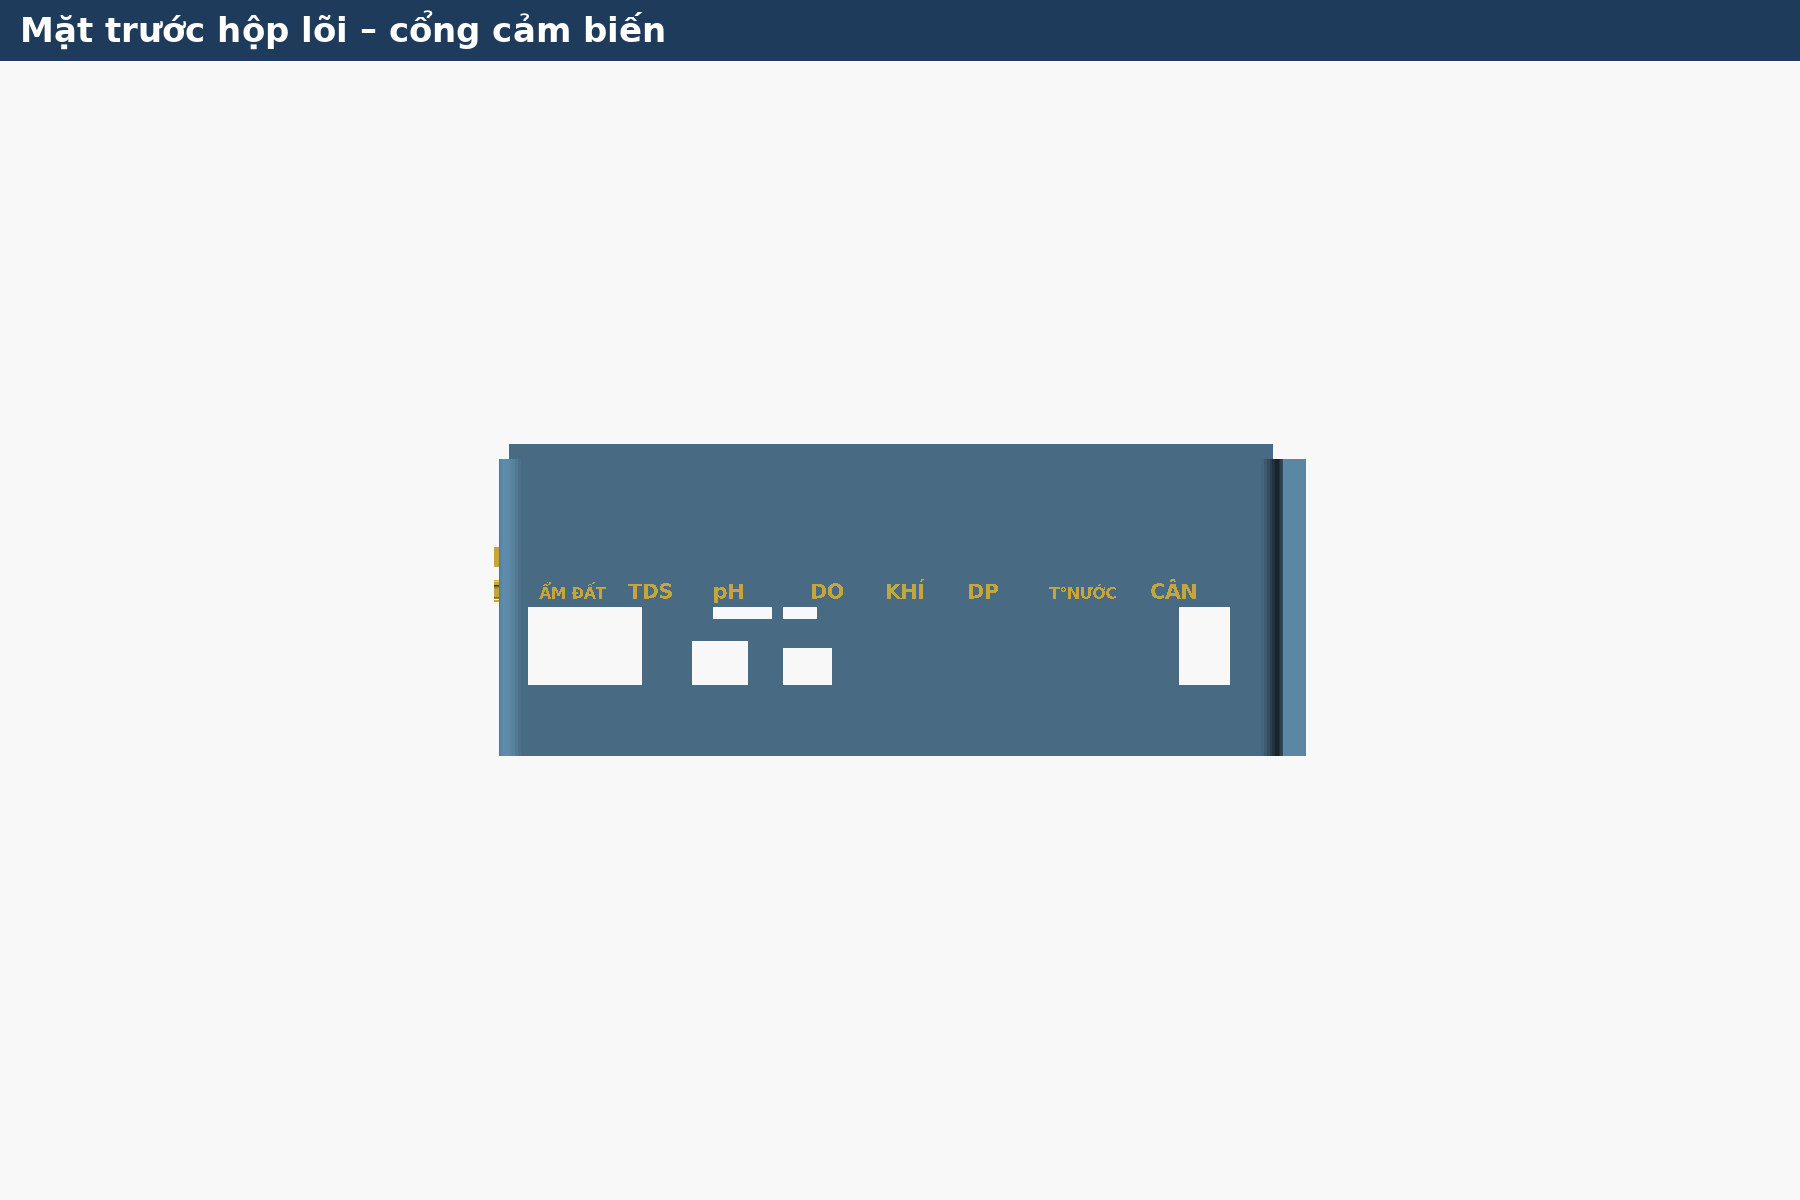 Mặt trước hộp lõi – cổng cảm biến
ẨM ĐẤT TDS pH DO KHÍ DP T°NƯỚC CÂN